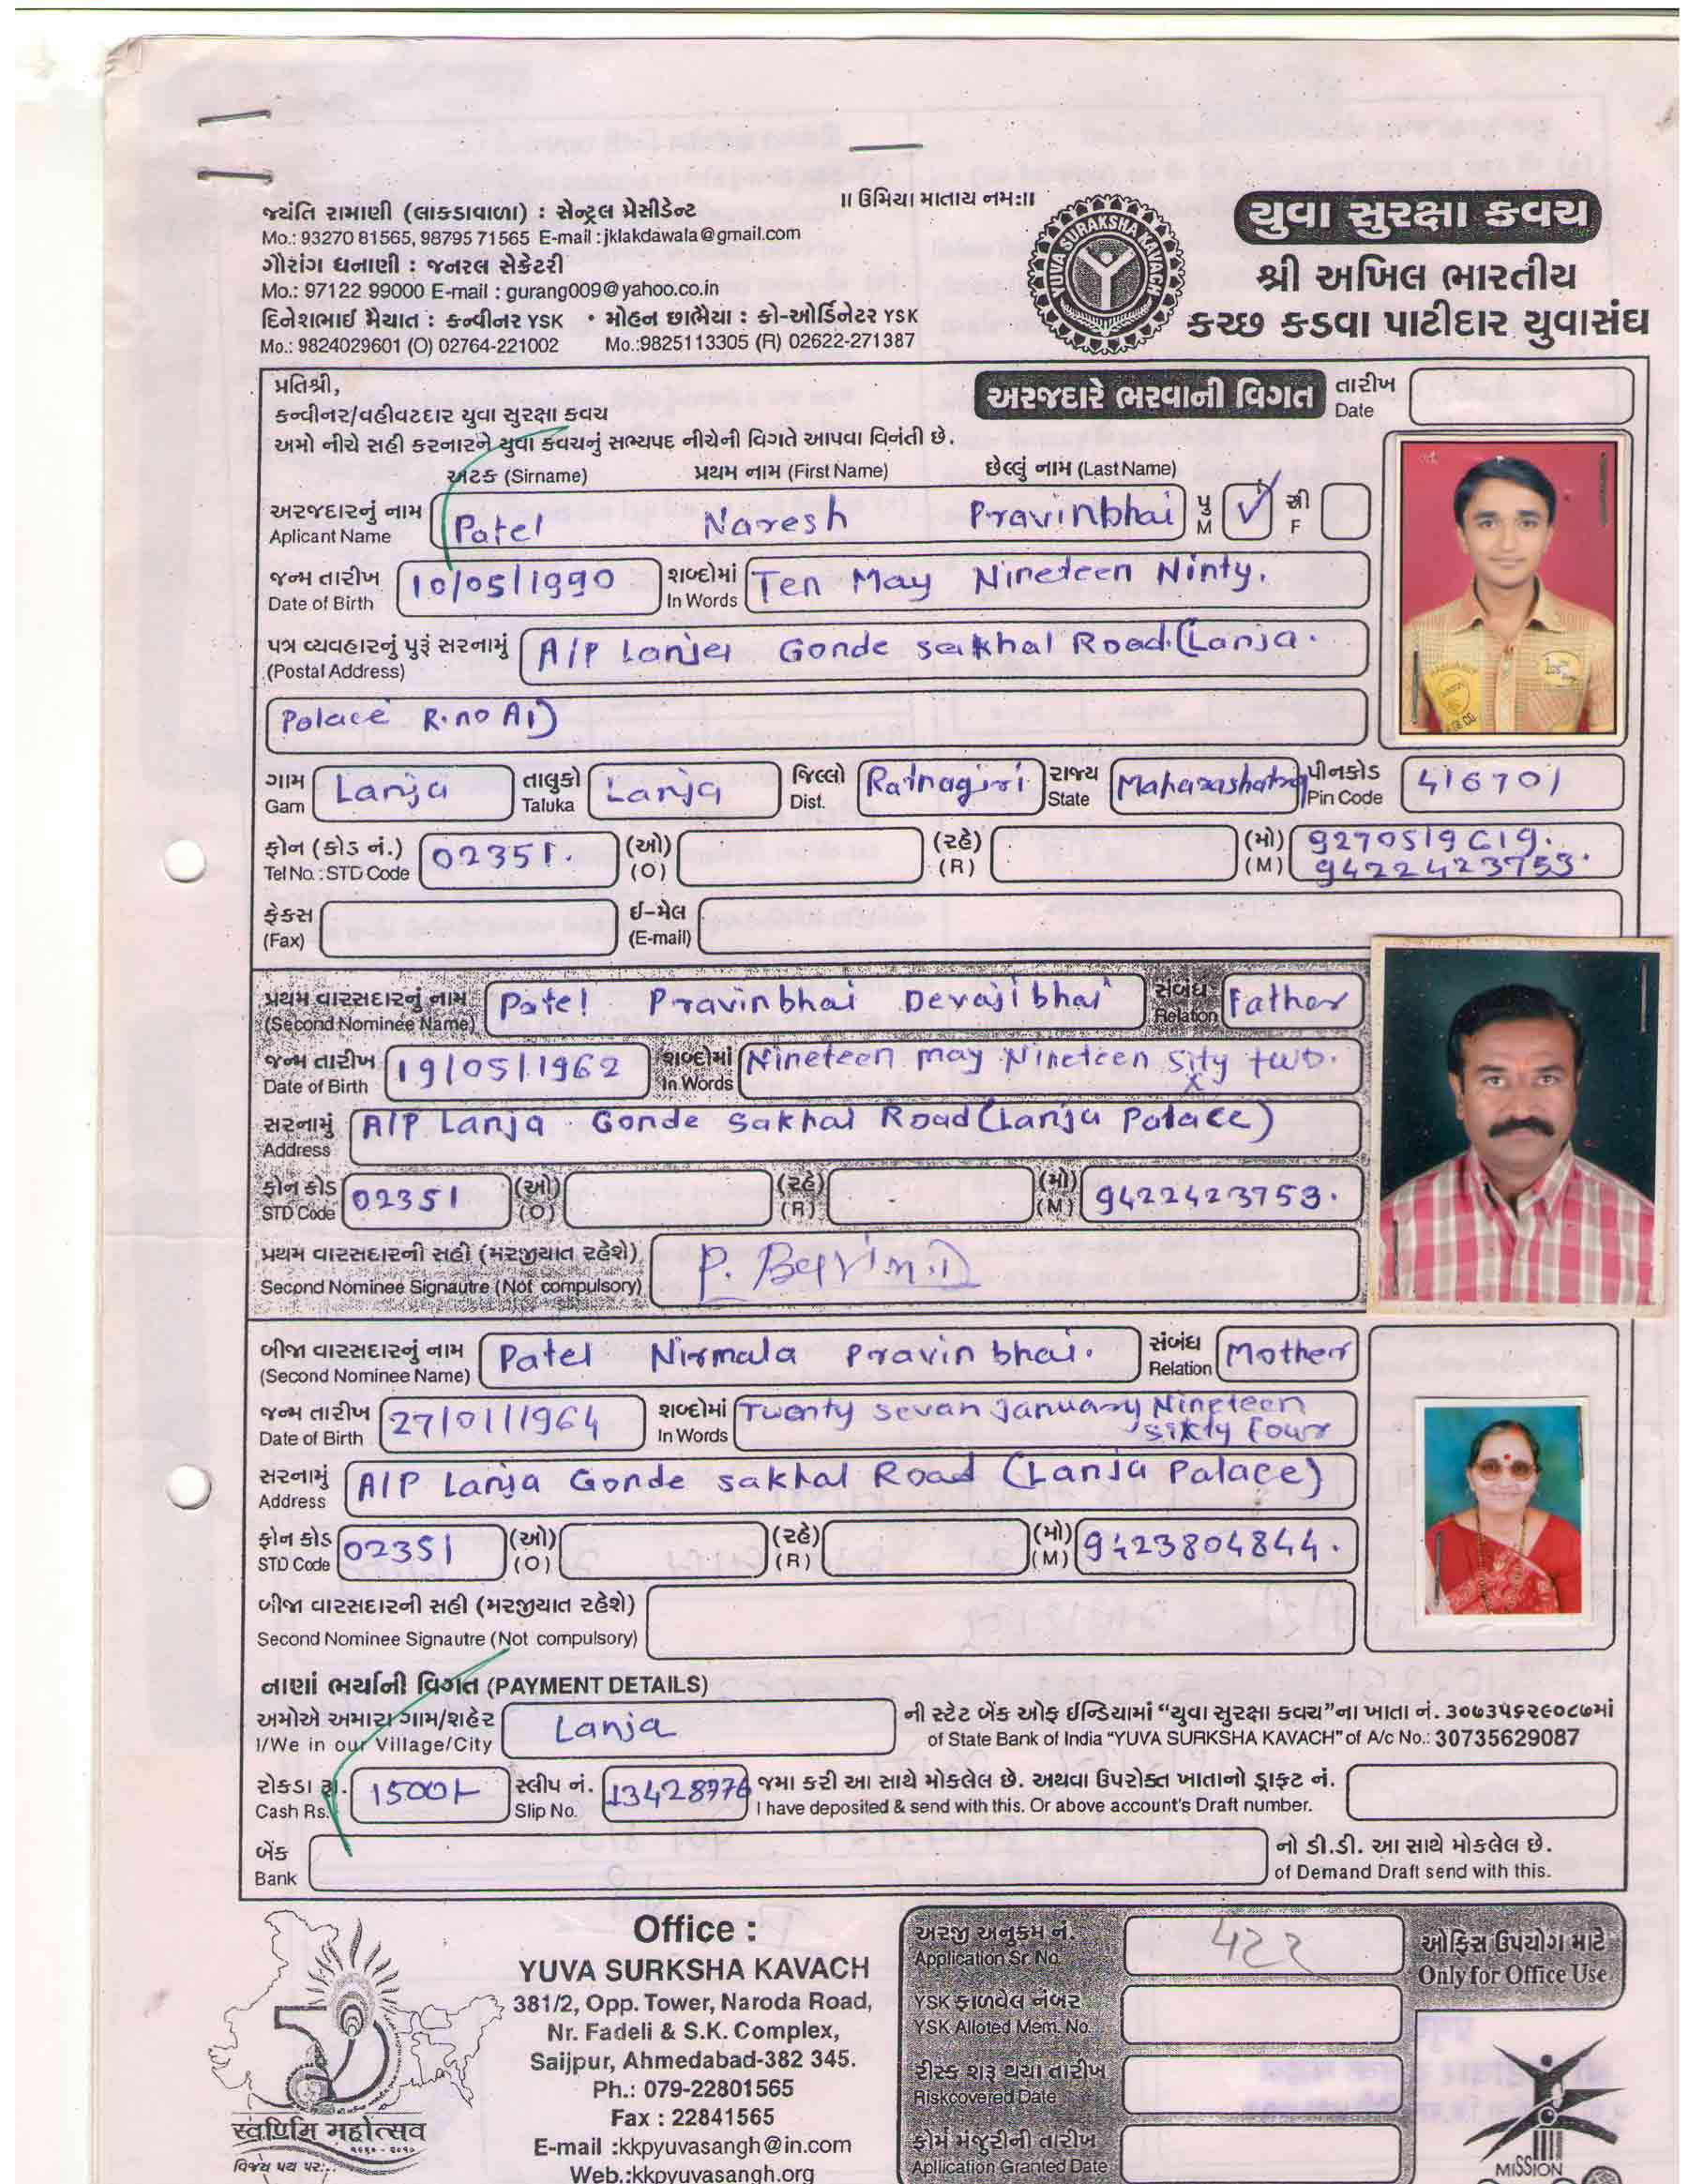 ॥ ઉમિયા માતાય નમઃ॥
જયંતિ રામાણી (લાકડાવાળા) : સેન્ટ્રલ પ્રેસીડેન્ટ
Mo.: 93270 81565, 98795 71565 E-mail :jklakdawala@gmail.com
ગૌરાંગ ધનાણી : જનરલ સેક્રેટરી
Mo.: 97122 99000 E-mail : gurang009@yahoo.co.in
દિનેશભાઈ મૈયાત : કન્વીનર YSK • મોહન છાભૈયા : કો-ઓર્ડિનેટર YSK
Mo.: 9824029601 (O) 02764-221002 Mo.:9825113305 (R) 02622-271387
YUVA SURAKSHA KAVACH
યુવા સુરક્ષા કવચ
શ્રી અખિલ ભારતીય
કચ્છ કડવા પાટીદાર યુવાસંઘ
પ્રતિશ્રી,
કન્વીનર/વહીવટદાર યુવા સુરક્ષા કવચ
અરજદારે ભરવાની વિગત
તારીખ
Date
અમો નીચે સહી કરનારને યુવા કવચનું સભ્યપદ નીચેની વિગતે આપવા વિનંતી છે.
અટક (Sirname) પ્રથમ નામ (First Name) છેલ્લું નામ (Last Name)
અરજદારનું નામ Patel Naresh Pravinbhai પુ સ્ત્રી
Aplicant Name M F
જન્મ તારીખ 10/05/1990 શબ્દોમાં Ten May Nineteen Ninty.
Date of Birth In Words
પત્ર વ્યવહારનું પુરૂં સરનામું A/P Lanja Gonde sakhal Road.(Lanja.
(Postal Address)
Palace R.no A1)
ગામ Lanja તાલુકો Lanja જિલ્લો Ratnagiri રાજ્ય Maharashatra પીનકોડ 416701
Gam Taluka Dist. State Pin Code
ફોન (કોડ નં.) 02351. (ઓ) (રહે) (મો)
Tel No.: STD Code (O) (R) (M) 9422423753.
ફેક્સ ઈ-મેલ
(Fax) (E-mail)
પ્રથમ વારસદારનું નામ Patel Pravinbhai Devajibhai સંબંધ Father
(Second Nominee Name) Relation
જન્મ તારીખ 19/05/1962 શબ્દોમાં Nineteen may Nineteen sity two.
Date of Birth In Words x
સરનામું A/P Lanja Gonde Sakhal Road (Lanja Palace)
Address
ફોન કોડ 02351 (ઓ) (રહે) (મો) 9422423753.
STD Code (O) (R) (M)
પ્રથમ વારસદારની સહી (મરજીયાત રહેશે)
Second Nominee Signautre (Not compulsory)
બીજા વારસદારનું નામ Patel Nirmala Pravinbhai. સંબંધ Mother
(Second Nominee Name) Relation
જન્મ તારીખ 27/01/1964 શબ્દોમાં Twenty sevan January Nineteen
Date of Birth In Words sixty Four
સરનામું A/P Lanja Gonde sakhal Road (Lanja Palace)
Address
ફોન કોડ 02351 (ઓ) (રહે) (મો) 9423804844.
STD Code (O) (R) (M)
બીજા વારસદારની સહી (મરજીયાત રહેશે)
Second Nominee Signautre (Not compulsory)
નાણાં ભર્યાની વિગત (PAYMENT DETAILS)
અમોએ અમારા ગામ/શહેર Lanja ની સ્ટેટ બેંક ઓફ ઈન્ડિયામાં “યુવા સુરક્ષા કવચ”ના ખાતા નં. ૩૦૭૩૫૬૨૯૦૮૭માં
I/We in our Village/City of State Bank of India “YUVA SURKSHA KAVACH” of A/c No.: 30735629087
રોકડા રૂા. 1500/- સ્લીપ નં. 13428976 જમા કરી આ સાથે મોકલેલ છે. અથવા ઉપરોક્ત ખાતાનો ડ્રાફ્ટ નં.
Cash Rs. Slip No. I have deposited & send with this. Or above account's Draft number.
બેંક નો ડી.ડી. આ સાથે મોકલેલ છે.
Bank of Demand Draft send with this.
સ્વર્ણિમ મહોત્સવ
વિજય પથ પર...
Office :
YUVA SURKSHA KAVACH
381/2, Opp. Tower, Naroda Road,
Nr. Fadeli & S.K. Complex,
Saijpur, Ahmedabad-382 345.
Ph.: 079-22801565
Fax : 22841565
E-mail :kkpyuvasangh@in.com
Web.:kkpyuvasangh.org
અરજી અનુક્રમ નં. 422
Application Sr. No.
ઓફિસ ઉપયોગ માટે
Only for Office Use
YSK ફાળવેલ નંબર
YSK Alloted Mem. No.
રીસ્ક શરૂ થયા તારીખ
Riskcovered Date
ફોર્મ મંજુરીની તારીખ
Apllication Granted Date
MISSION